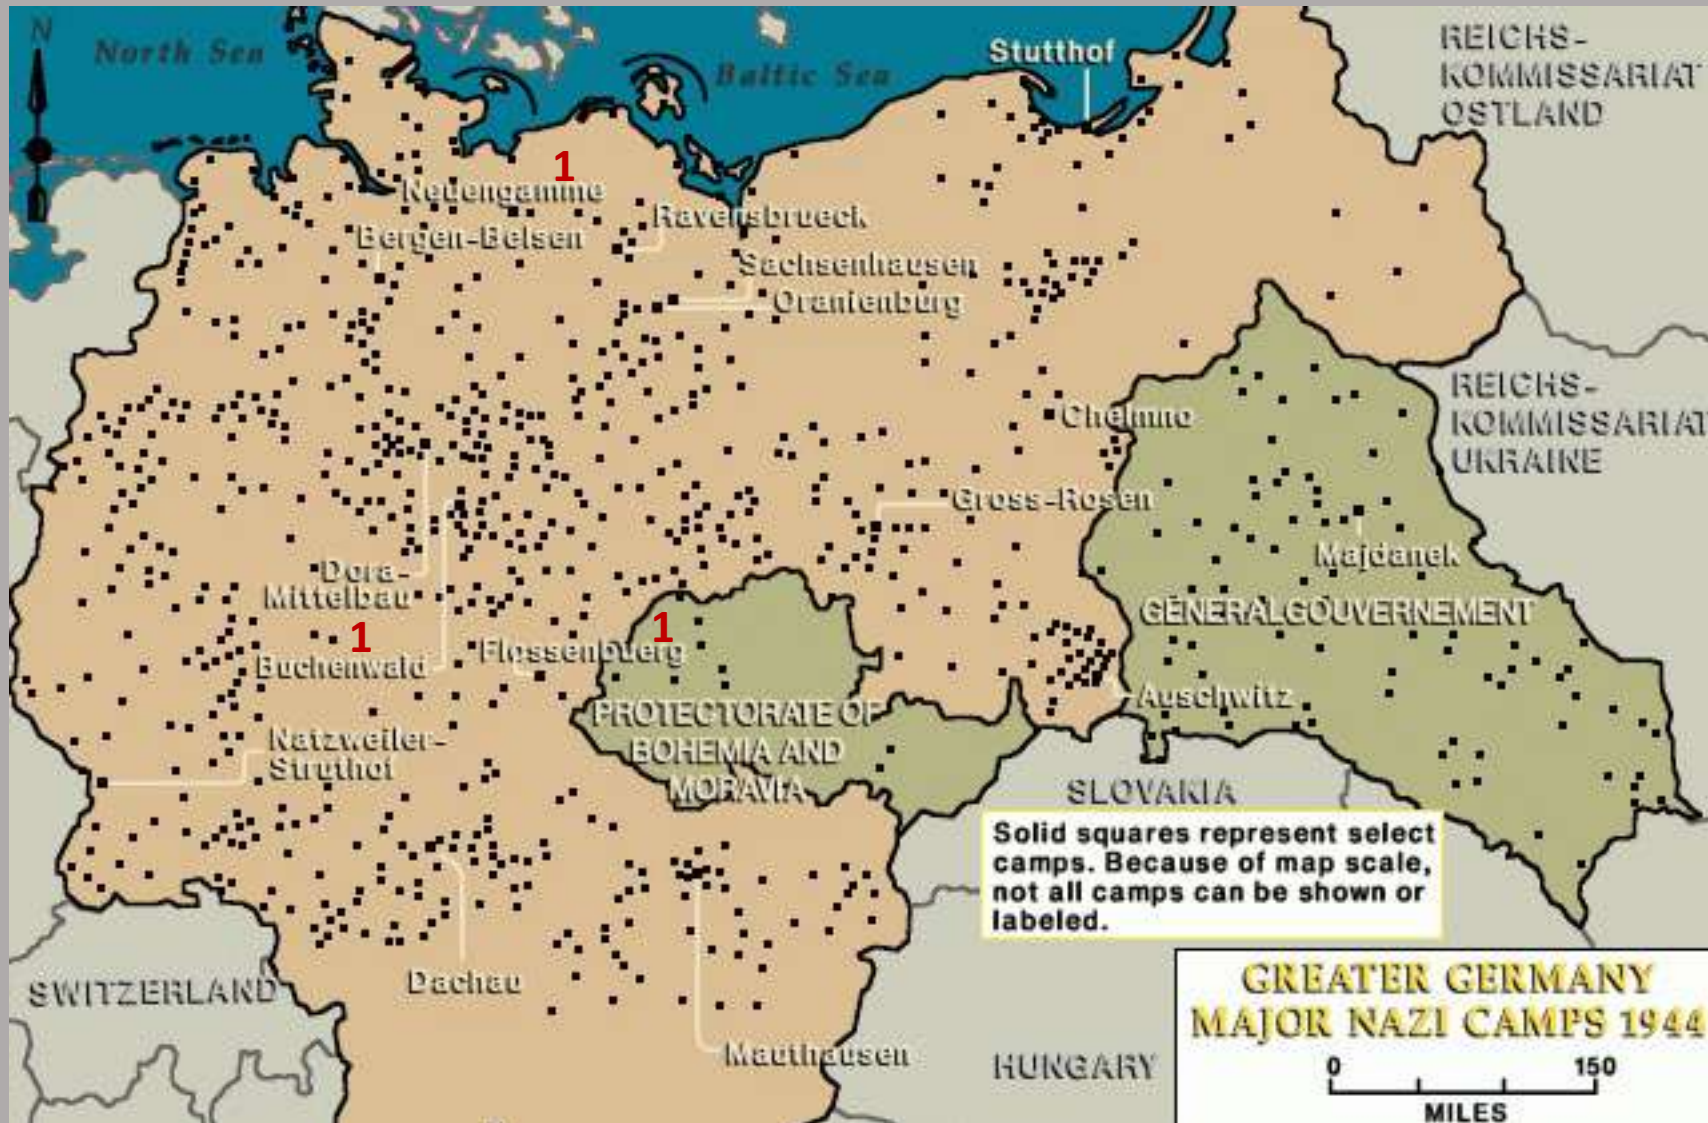 N
North Sea
Baltic Sea
Stutthof
REICHS-
KOMMISSARIAT
OSTLAND
1
Neuengamme
Ravensbrueck
Bergen-Belsen
Sachsenhausen
Oranienburg
REICHS-
KOMMISSARIAT
UKRAINE
Chelmno
Gross-Rosen
Majdanek
Dora-
Mittelbau
GENERALGOUVERNEMENT
1
1
Buchenwald
Flossenbuerg
Auschwitz
PROTECTORATE OF
BOHEMIA AND
MORAVIA
Natzweiler-
Struthof
SLOVAKIA
Solid squares represent select
camps. Because of map scale,
not all camps can be shown or
labeled.
SWITZERLAND
Dachau
Mauthausen
HUNGARY
GREATER GERMANY
MAJOR NAZI CAMPS 1944
0 150
MILES